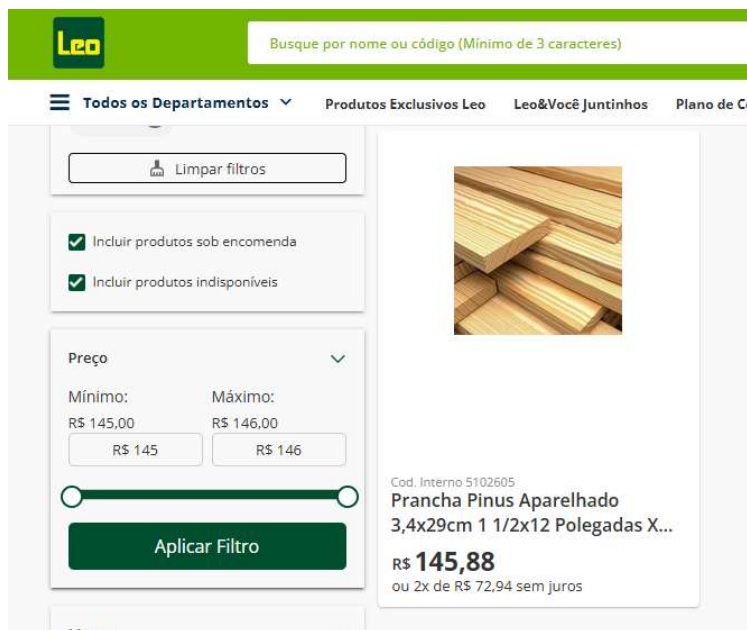 Leo
Busque por nome ou código (Mínimo de 3 caracteres)
Todos os Departamentos
Produtos Exclusivos Leo
Leo&Você Juntinhos
Plano de C
Limpar filtros
Incluir produtos sob encomenda
Incluir produtos indisponíveis
Preço
Mínimo: Máximo:
R$ 145,00 R$ 146,00
R$ 145 R$ 146
Aplicar Filtro
Cod. Interno 5102605
Prancha Pinus Aparelhado
3,4x29cm 1 1/2x12 Polegadas X...
R$ 145,88
ou 2x de R$ 72,94 sem juros